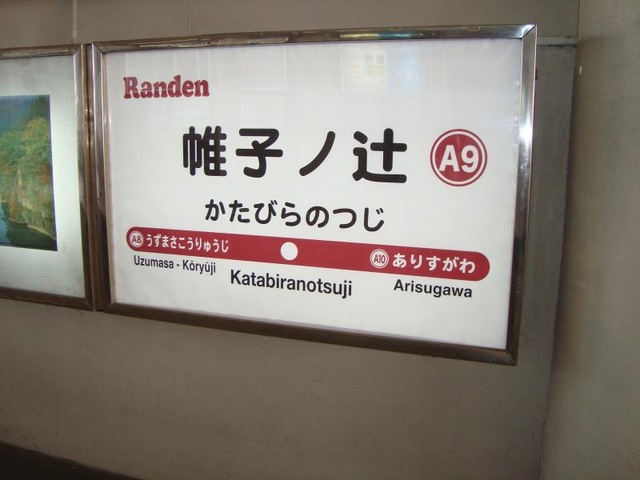 Randen
帷子ノ辻 A9
かたびらのつじ
A8 うずまさこうりゅうじ A10 ありすがわ
Uzumasa - Kōryūji Katabiranotsuji Arisugawa